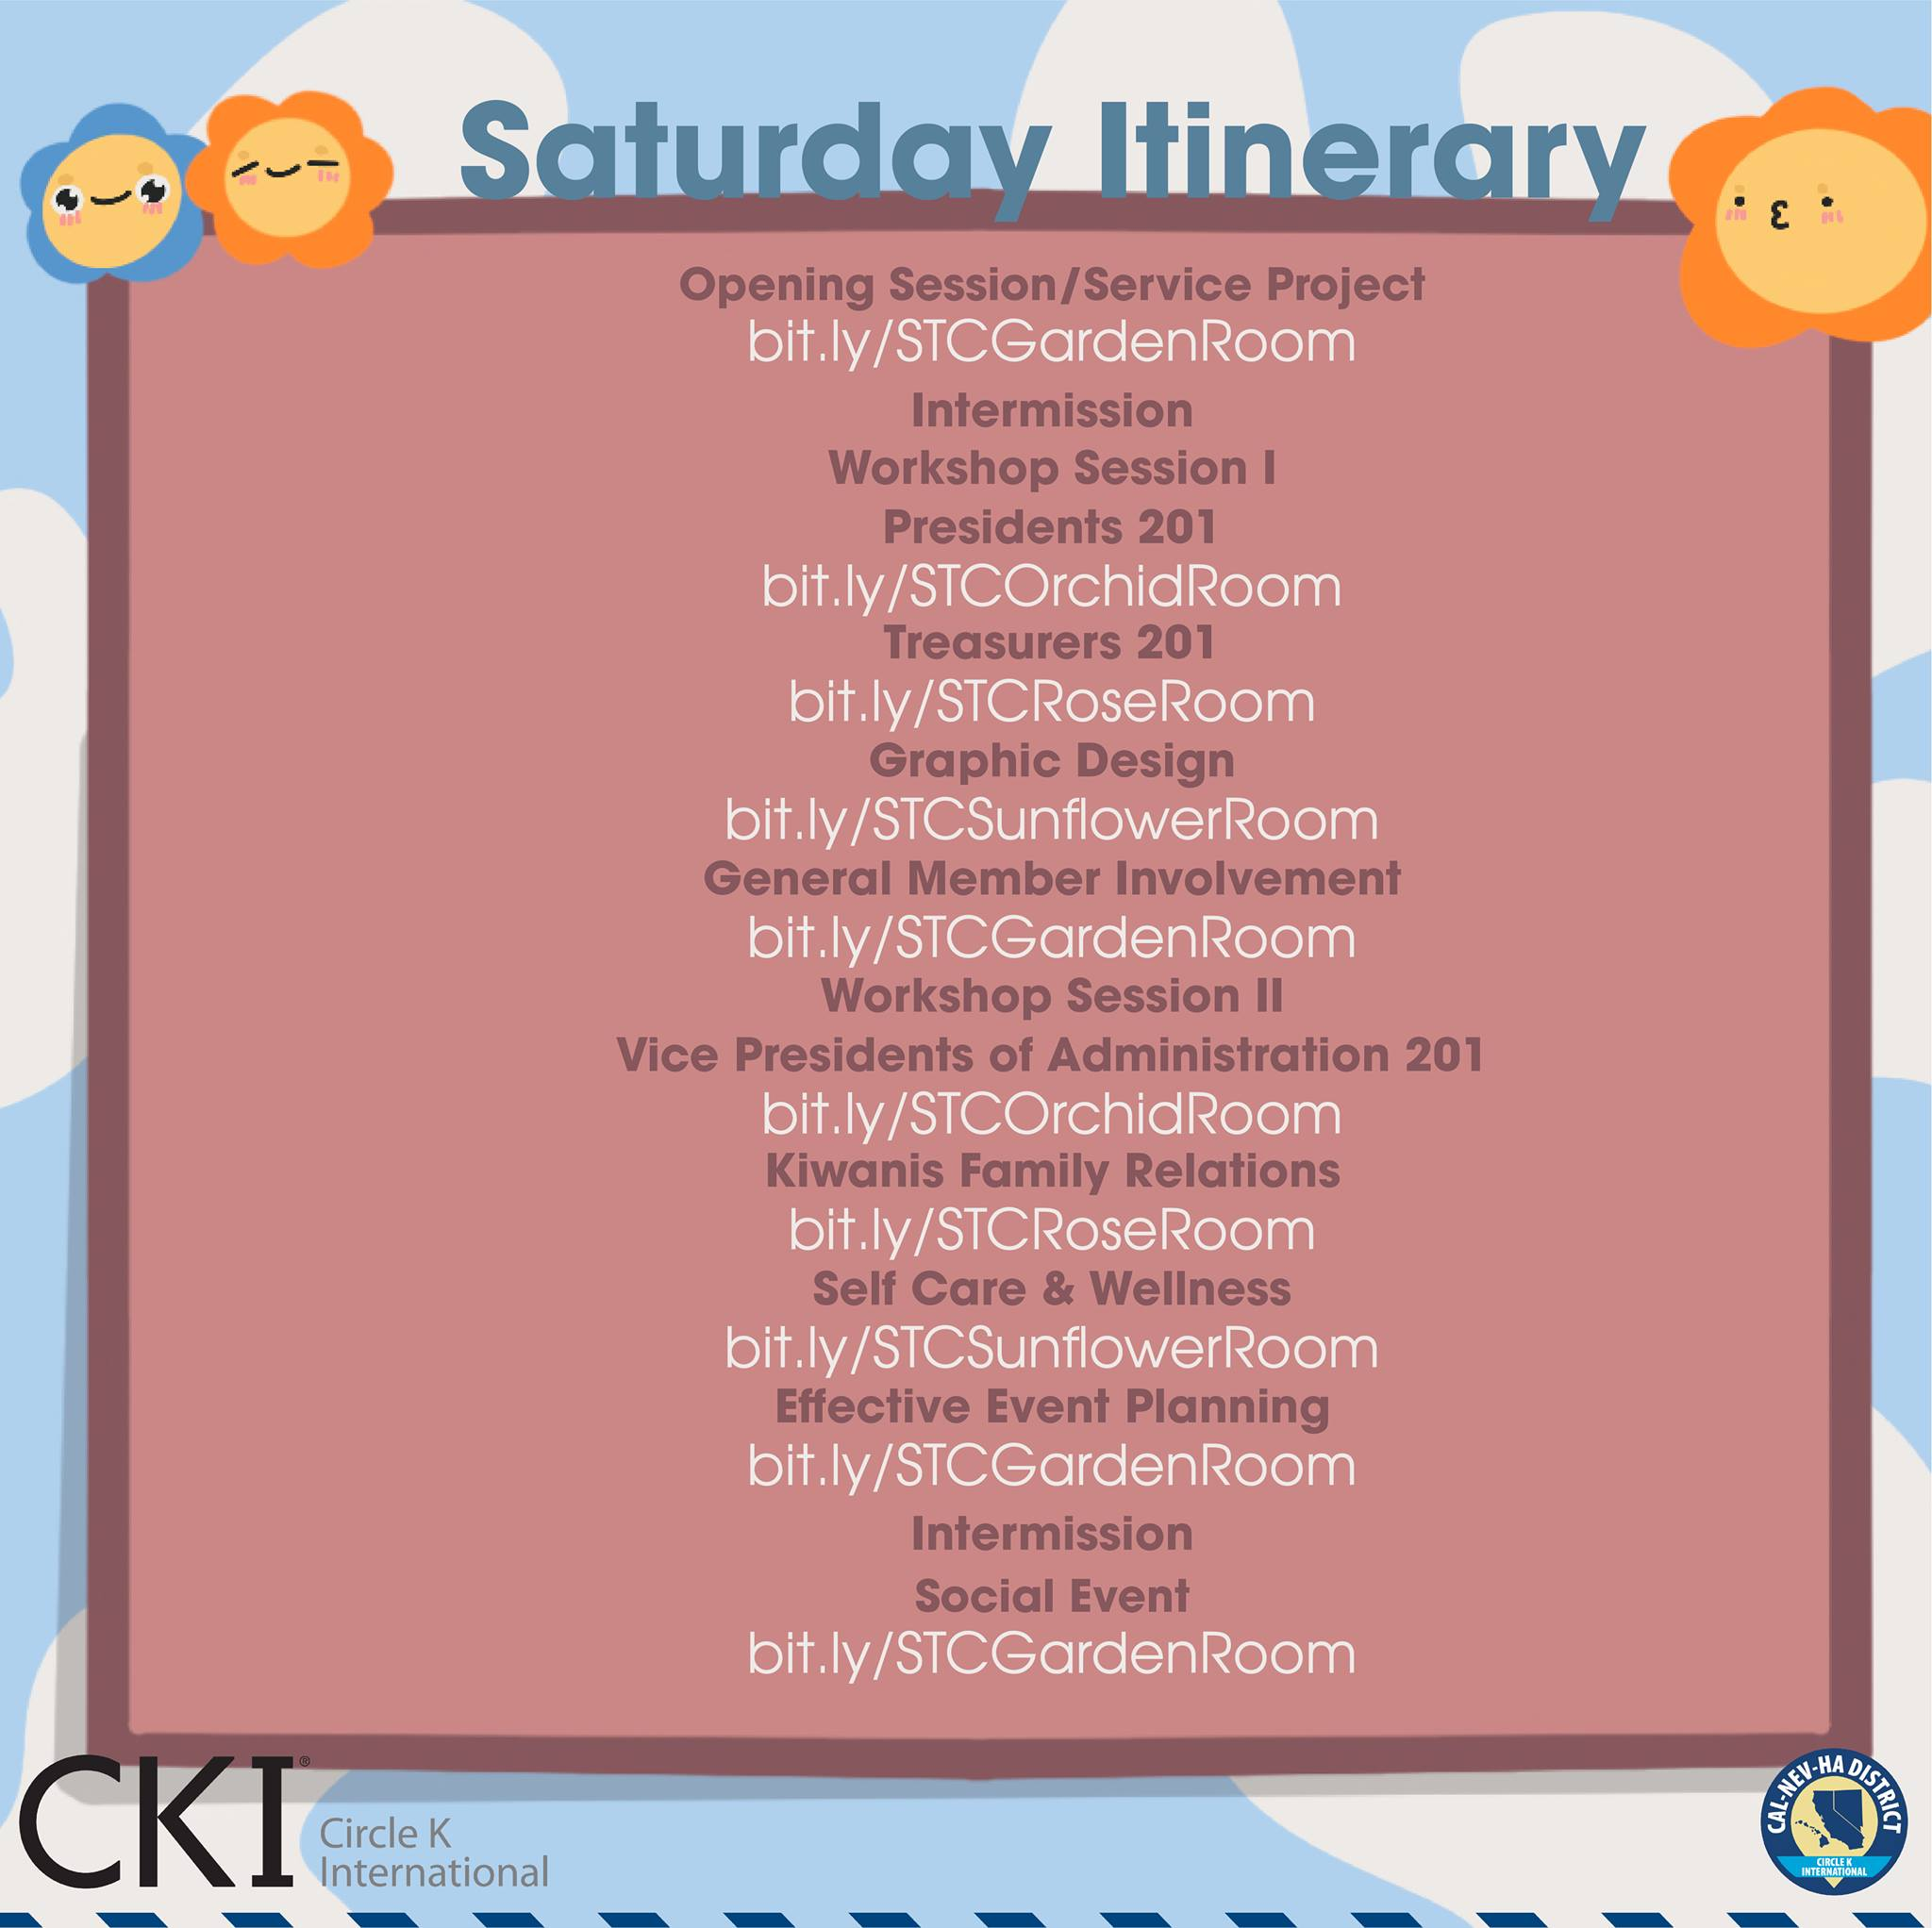 Saturday Itinerary
Opening Session/Service Project
bit.ly/STCGardenRoom
Intermission
Workshop Session I
Presidents 201
bit.ly/STCOrchidRoom
Treasurers 201
bit.ly/STCRoseRoom
Graphic Design
bit.ly/STCSunflowerRoom
General Member Involvement
bit.ly/STCGardenRoom
Workshop Session II
Vice Presidents of Administration 201
bit.ly/STCOrchidRoom
Kiwanis Family Relations
bit.ly/STCRoseRoom
Self Care & Wellness
bit.ly/STCSunflowerRoom
Effective Event Planning
bit.ly/STCGardenRoom
Intermission
Social Event
bit.ly/STCGardenRoom
CKI®
Circle K
International
CAL-NEV-HA DISTRICT
CIRCLE K
INTERNATIONAL